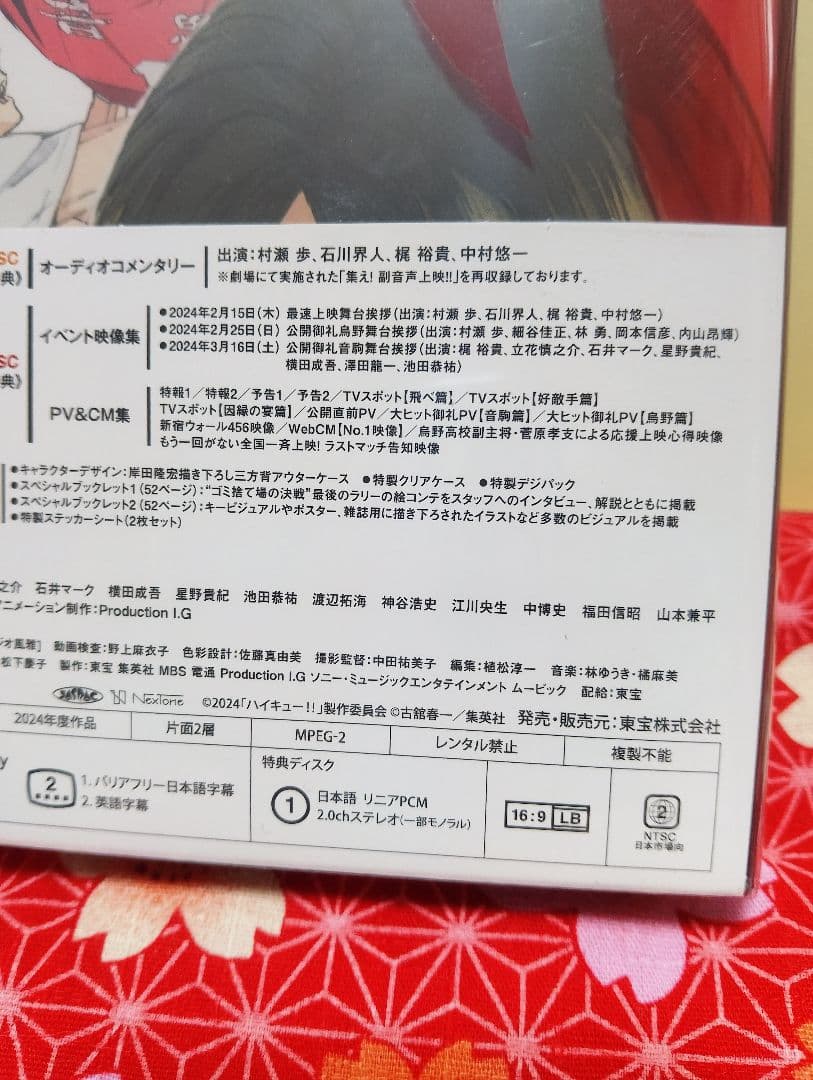 SC
典》
オーディオコメンタリー
出演:村瀬 歩、石川界人、梶 裕貴、中村悠一
※劇場にて実施された「集え! 副音声上映!!」を再収録しております。
SC
典》
イベント映像集
●2024年2月15日(木) 最速上映舞台挨拶(出演:村瀬 歩、石川界人、梶 裕貴、中村悠一)
●2024年2月25日(日) 公開御礼烏野舞台挨拶(出演:村瀬 歩、細谷佳正、林 勇、岡本信彦、内山昂輝)
●2024年3月16日(土) 公開御礼音駒舞台挨拶(出演:梶 裕貴、立花慎之介、石井マーク、星野貴紀、
横田成吾、澤田龍一、池田恭祐)
PV&CM集
特報1/特報2/予告1/予告2/TVスポット【飛べ篇】/TVスポット【好敵手篇】
TVスポット【因縁の宴篇】/公開直前PV/大ヒット御礼PV【音駒篇】/大ヒット御礼PV【烏野篇】
新宿ウォール456映像/WebCM【No.1映像】/烏野高校副主将・菅原孝支による応援上映心得映像
もう一回がない全国一斉上映! ラストマッチ告知映像
●キャラクターデザイン:岸田隆宏描き下ろし三方背アウターケース ●特製クリアケース ●特製デジパック
●スペシャルブックレット1(52ページ):“ゴミ捨て場の決戦”最後のラリーの絵コンテをスタッフへのインタビュー、解説とともに掲載
●スペシャルブックレット2(52ページ):キービジュアルやポスター、雑誌用に描き下ろされたイラストなど多数のビジュアルを掲載
●特製ステッカーシート(2枚セット)
之介 石井マーク 横田成吾 星野貴紀 池田恭祐 渡辺拓海 神谷浩史 江川央生 中博史 福田信昭 山本兼平
アニメーション制作:Production I.G
ジオ風雅] 動画検査:野上麻衣子 色彩設計:佐藤真由美 撮影監督:中田祐美子 編集:植松淳一 音楽:林ゆうき・橘麻美
松下慶子 製作:東宝 集英社 MBS 電通 Production I.G ソニー・ミュージックエンタテインメント ムービック 配給:東宝
JASRAC NexTone ©2024「ハイキュー!!」製作委員会 ©古舘春一/集英社 発売・販売元:東宝株式会社
2024年度作品 片面2層 MPEG-2 レンタル禁止 複製不能
y
2
1. バリアフリー日本語字幕
2. 英語字幕
特典ディスク
1
日本語 リニアPCM
2.0chステレオ(一部モノラル)
16:9 LB
2
NTSC
日本市場向